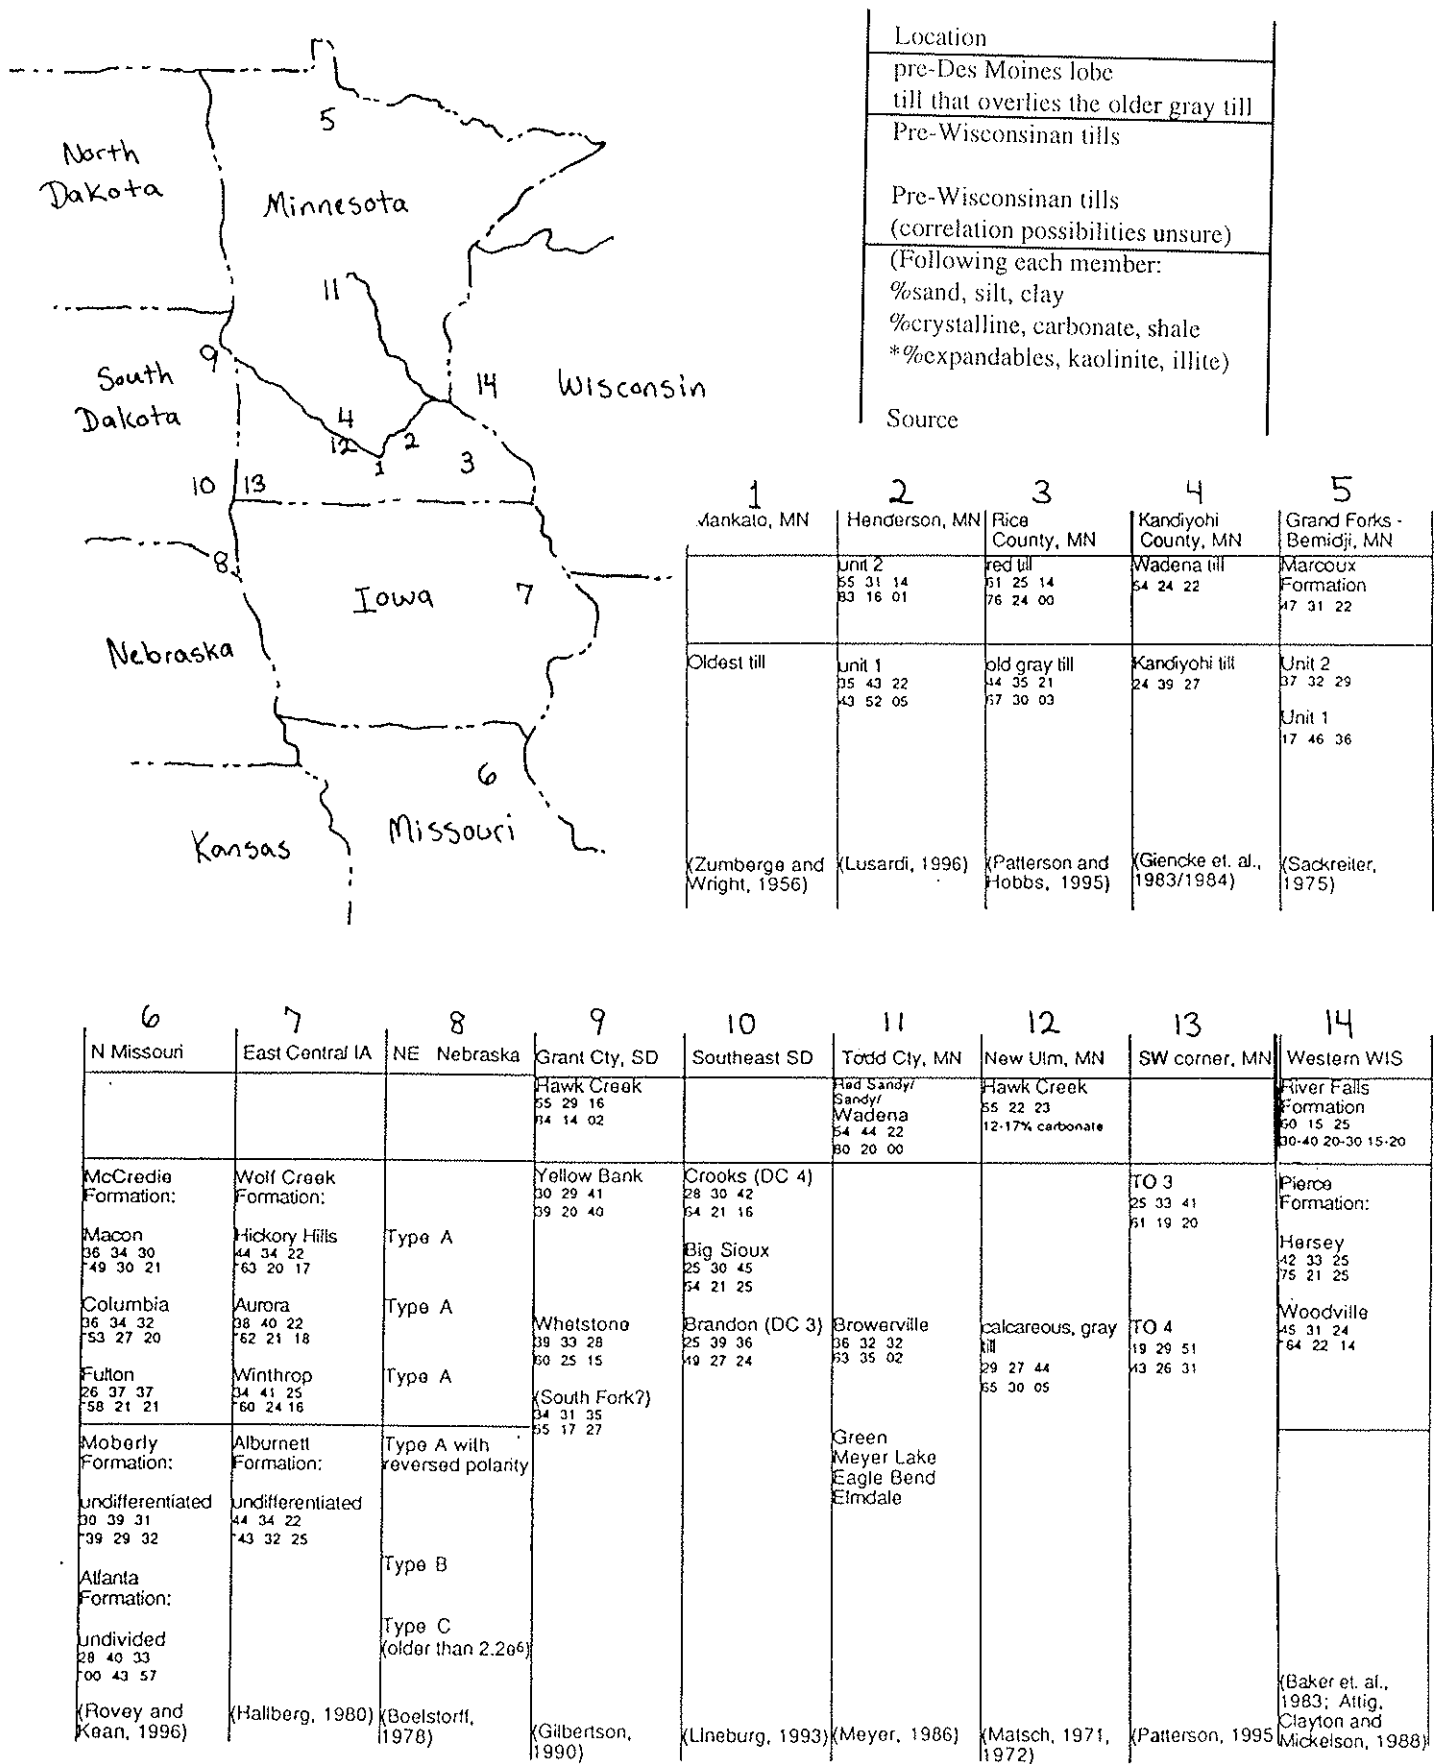 5
North
Dakota
Minnesota
11
9
South
Dakota
14
Wisconsin
4
12
2
1
3
10
13
8
Iowa
7
Nebraska
6
Missouri
Kansas
Location
pre-Des Moines lobe
till that overlies the older gray till
Pre-Wisconsinan tills
Pre-Wisconsinan tills
(correlation possibilities unsure)
(Following each member:
%sand, silt, clay
%crystalline, carbonate, shale
*%expandables, kaolinite, illite)
Source
1
Mankato, MN
Oldest till
(Zumberge and
Wright, 1956)
2
Henderson, MN
unit 2
55 31 14
83 16 01
unit 1
35 43 22
43 52 05
(Lusardi, 1996)
3
Rice
County, MN
red till
61 25 14
76 24 00
old gray till
44 35 21
67 30 03
(Patterson and
Hobbs, 1995)
4
Kandiyohi
County, MN
Wadena till
54 24 22
Kandiyohi till
24 39 27
(Giencke et. al.,
1983/1984)
5
Grand Forks -
Bemidji, MN
Marcoux
Formation
47 31 22
Unit 2
37 32 29
Unit 1
17 46 36
(Sackreiter,
1975)
6
N Missouri
McCredie
Formation:
Macon
36 34 30
*49 30 21
Columbia
36 34 32
*53 27 20
Fulton
26 37 37
*58 21 21
Moberly
Formation:
undifferentiated
30 39 31
*39 29 32
Atlanta
Formation:
undivided
28 40 33
*00 43 57
(Rovey and
Kean, 1996)
7
East Central IA
Wolf Creek
Formation:
Hickory Hills
44 34 22
*63 20 17
Aurora
38 40 22
*62 21 18
Winthrop
34 41 25
*60 24 16
Alburnett
Formation:
undifferentiated
44 34 22
*43 32 25
(Hallberg, 1980)
8
NE Nebraska
Type A
Type A
Type A
Type A with
reversed polarity
Type B
Type C
(older than 2.2e6)
(Boelstorff,
1978)
9
Grant Cty, SD
Hawk Creek
55 29 16
84 14 02
Yellow Bank
30 29 41
39 20 40
Whetstone
39 33 28
60 25 15
(South Fork?)
34 31 35
55 17 27
(Gilbertson,
1990)
10
Southeast SD
Crooks (DC 4)
28 30 42
64 21 16
Big Sioux
25 30 45
54 21 25
Brandon (DC 3)
25 39 36
49 27 24
(Lineburg, 1993)
11
Todd Cty, MN
Red Sandy/
Sandy/
Wadena
54 44 22
80 20 00
Browerville
36 32 32
63 35 02
Green
Meyer Lake
Eagle Bend
Elmdale
(Meyer, 1986)
12
New Ulm, MN
Hawk Creek
55 22 23
12-17% carbonate
calcareous, gray
till
29 27 44
65 30 05
(Matsch, 1971,
1972)
13
SW corner, MN
TO 3
25 33 41
61 19 20
TO 4
19 29 51
43 26 31
(Patterson, 1995
14
Western WIS
River Falls
Formation
60 15 25
30-40 20-30 15-20
Pierce
Formation:
Hersey
42 33 25
75 21 25
Woodville
45 31 24
*64 22 14
(Baker et. al.,
1983; Attig,
Clayton and
Mickelson, 1988)